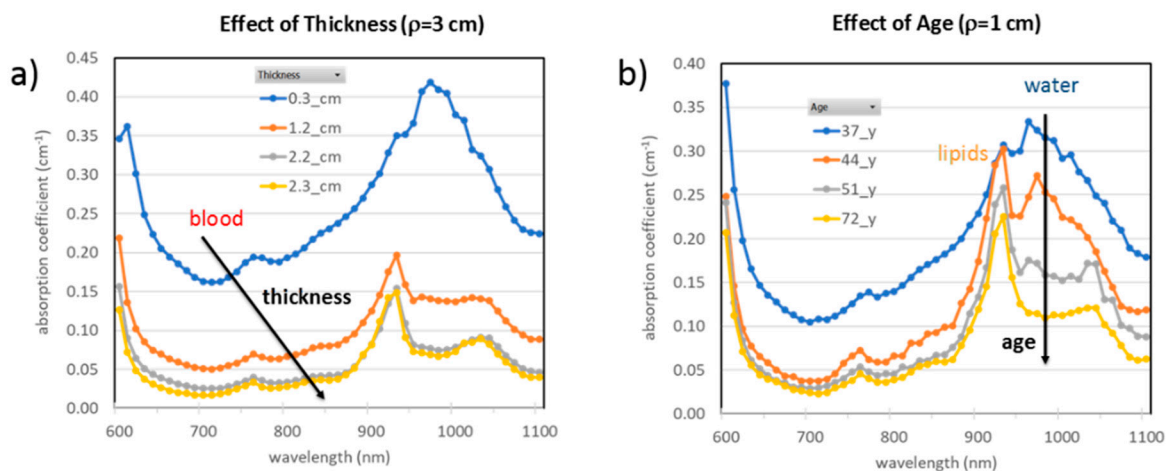 Effect of Thickness (ρ=3 cm)
a)
absorption coefficient (cm⁻¹)
0.45
0.40
0.35
0.30
0.25
0.20
0.15
0.10
0.05
0.00
Thickness
0.3_cm
1.2_cm
2.2_cm
2.3_cm
blood
thickness
600 700 800 900 1000 1100
wavelength (nm)
Effect of Age (ρ=1 cm)
b)
absorption coefficient (cm⁻¹)
0.40
0.35
0.30
0.25
0.20
0.15
0.10
0.05
0.00
Age
37_y
44_y
51_y
72_y
water
lipids
age
600 700 800 900 1000 1100
wavelength (nm)